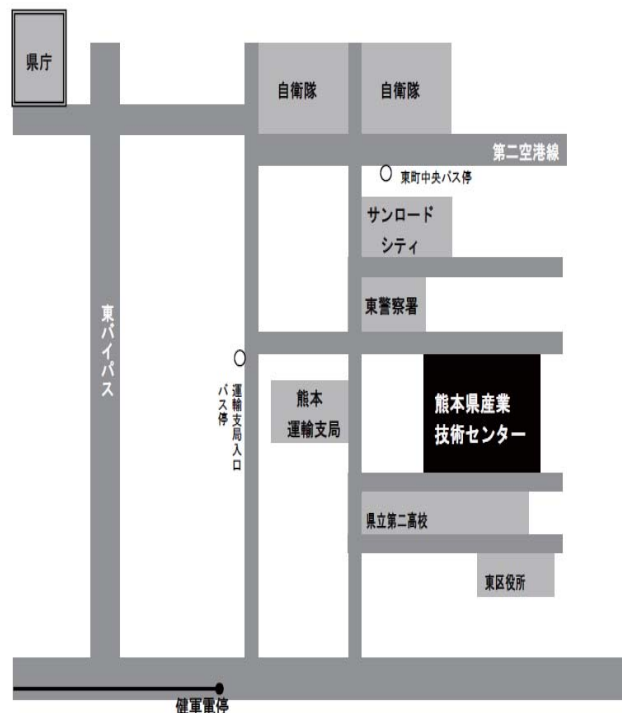 県庁
自衛隊
自衛隊
第二空港線
東町中央バス停
サンロード
シティ
東警察署
東バイパス
運輸支局入口
バス停
熊本
運輸支局
熊本県産業
技術センター
県立第二高校
東区役所
健軍電停